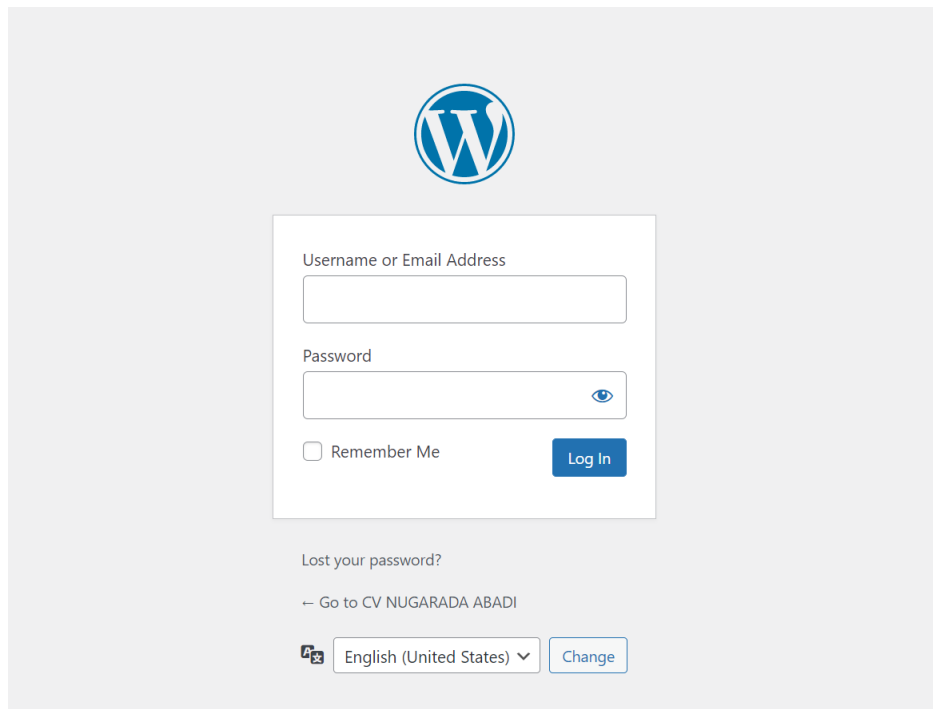 Username or Email Address
Password
Remember Me
Log In
Lost your password?
← Go to CV NUGARADA ABADI
English (United States)
Change